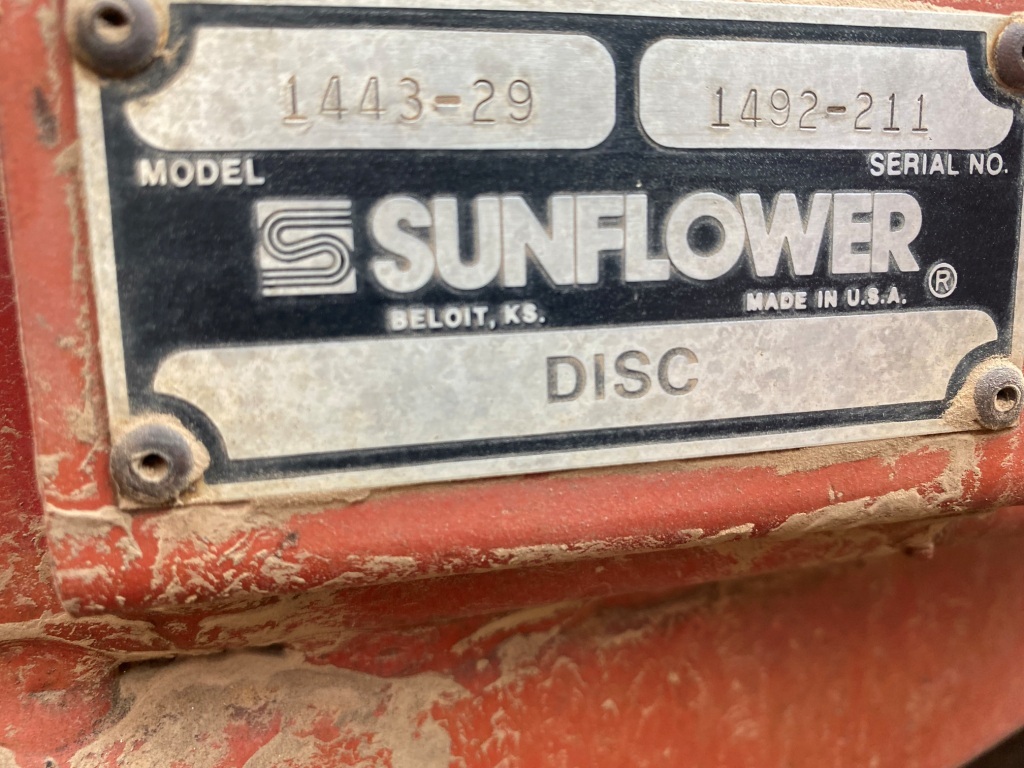 1443-29 1492-211
MODEL SERIAL NO.
SUNFLOWER ®
BELOIT, KS. MADE IN U.S.A.
DISC